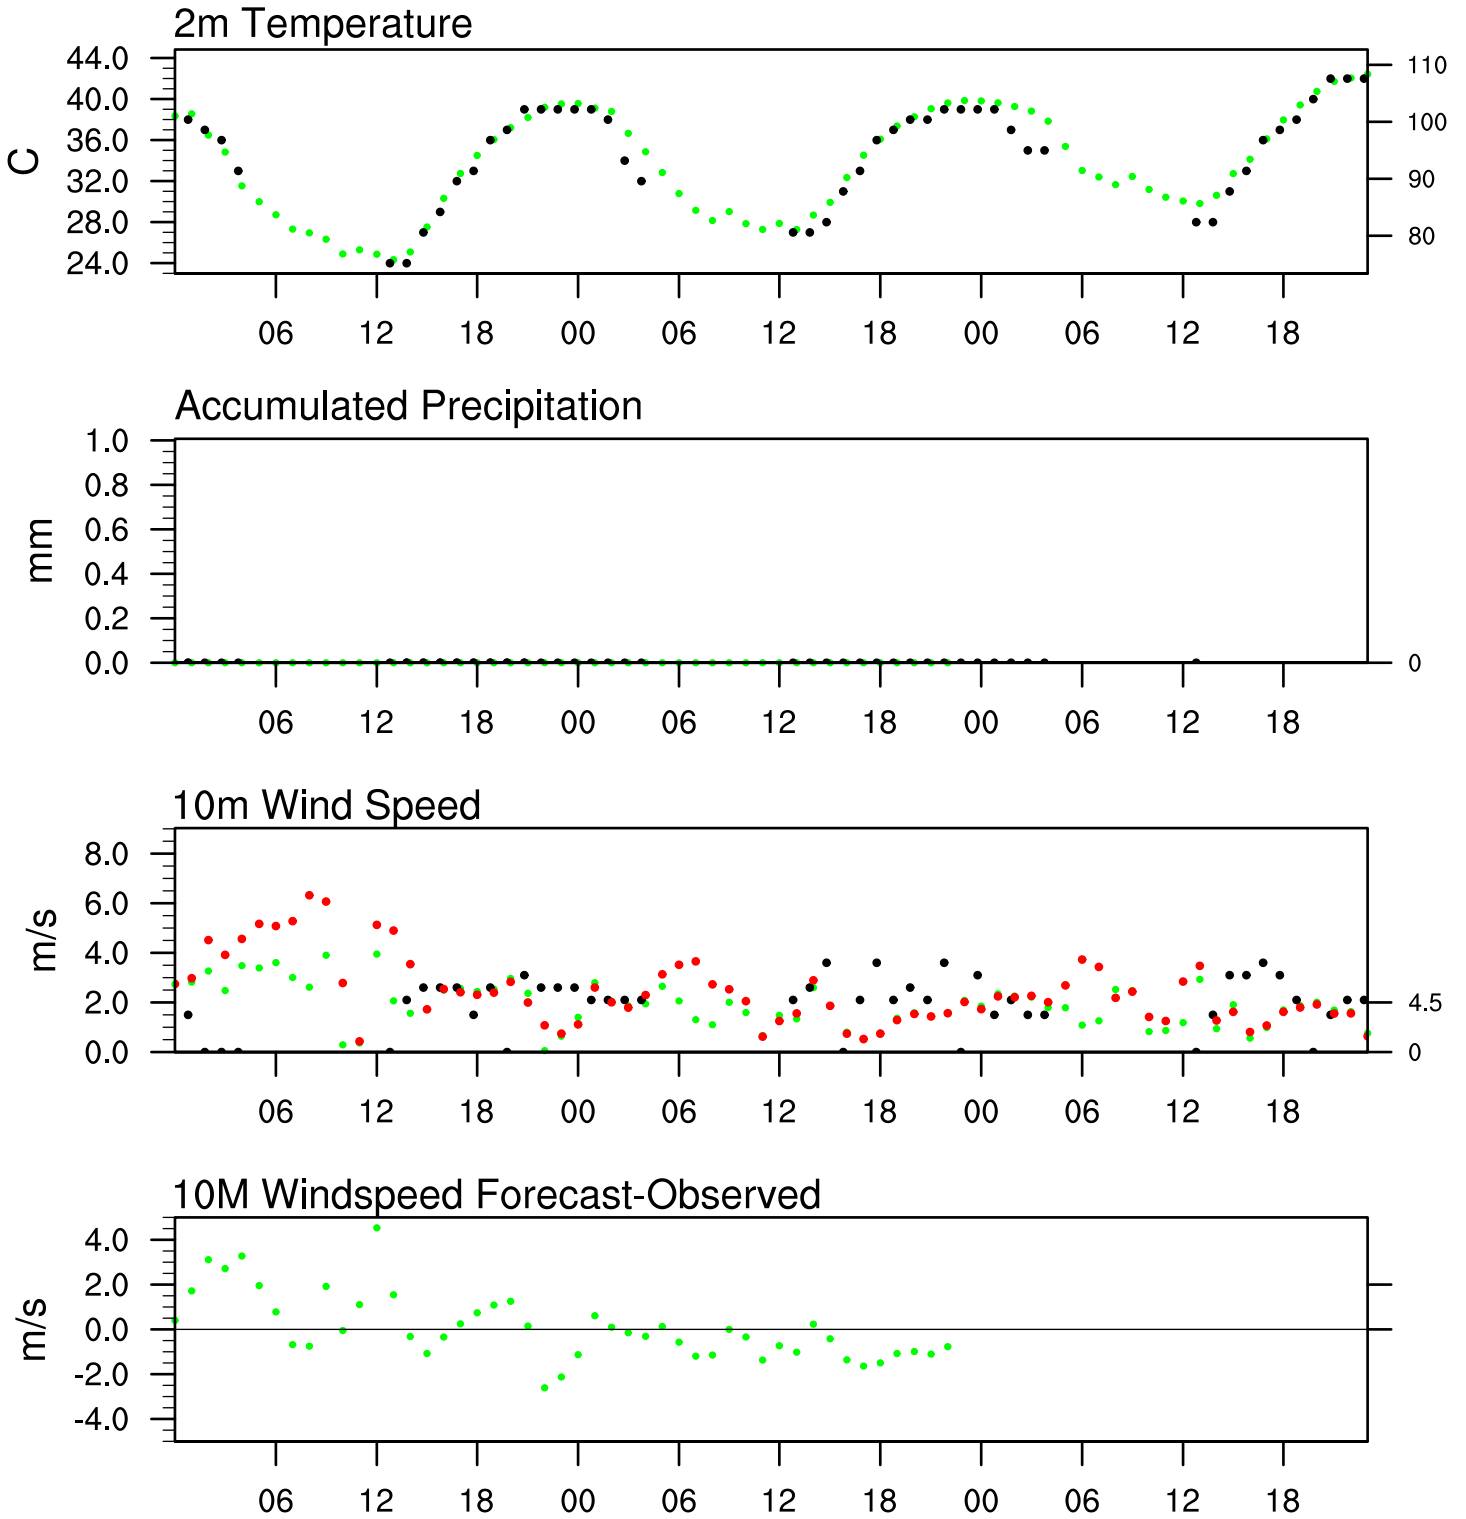 2m Temperature
44.0
40.0
36.0
32.0
28.0
24.0
C
110
100
90
80
06 12 18 00 06 12 18 00 06 12 18
Accumulated Precipitation
1.0
0.8
0.6
0.4
0.2
0.0
mm
0
06 12 18 00 06 12 18 00 06 12 18
10m Wind Speed
8.0
6.0
4.0
2.0
0.0
m/s
4.5
0
06 12 18 00 06 12 18 00 06 12 18
10M Windspeed Forecast-Observed
4.0
2.0
0.0
-2.0
-4.0
m/s
06 12 18 00 06 12 18 00 06 12 18